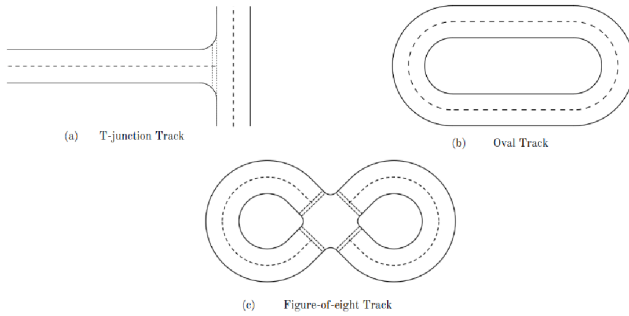 (a) T-junction Track
(b) Oval Track
(c) Figure-of-eight Track